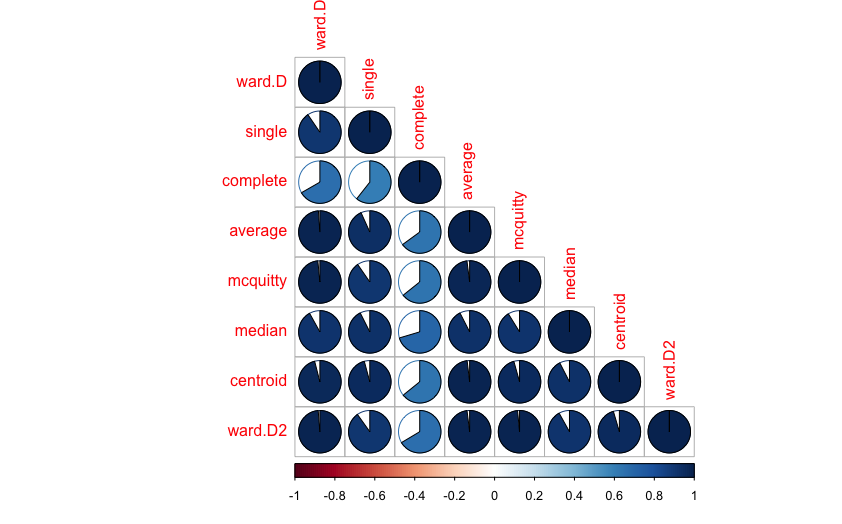 ward.D
single
complete
average
mcquitty
median
centroid
ward.D2
ward.D
single
complete
average
mcquitty
median
centroid
ward.D2
-1 -0.8 -0.6 -0.4 -0.2 0 0.2 0.4 0.6 0.8 1